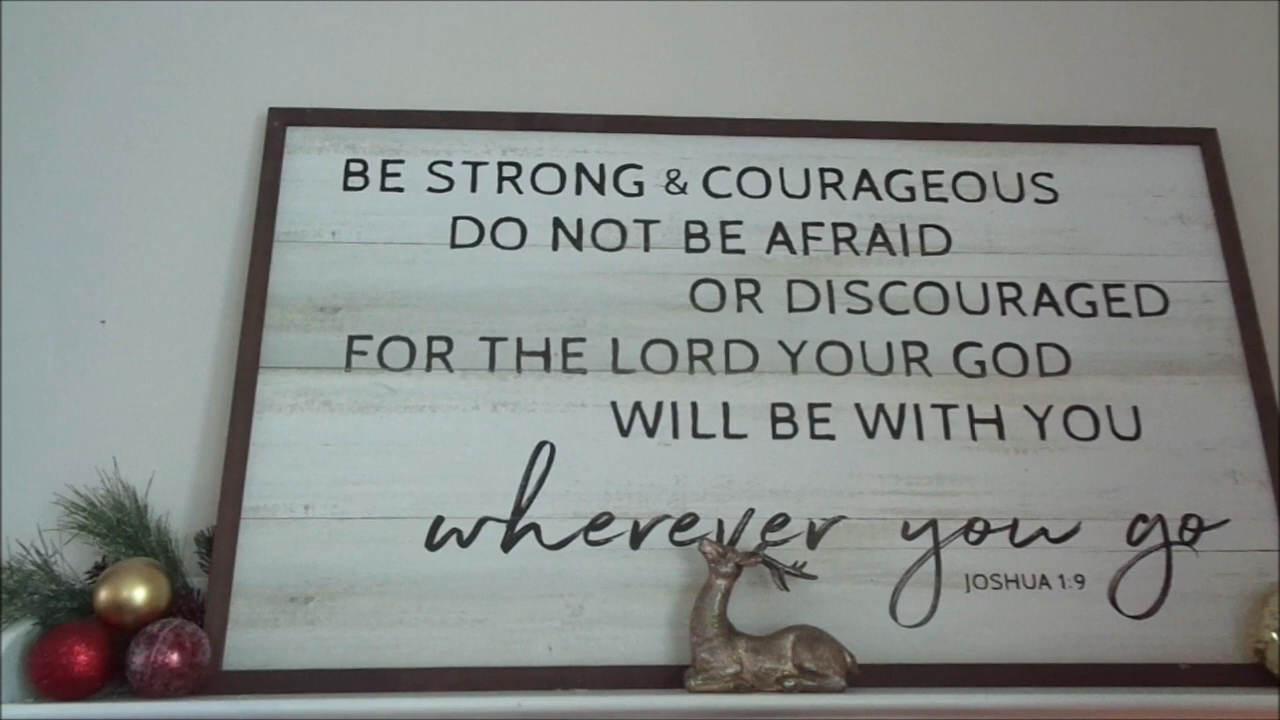 BE STRONG & COURAGEOUS
DO NOT BE AFRAID
OR DISCOURAGED
FOR THE LORD YOUR GOD
WILL BE WITH YOU
wherever you go
JOSHUA 1:9